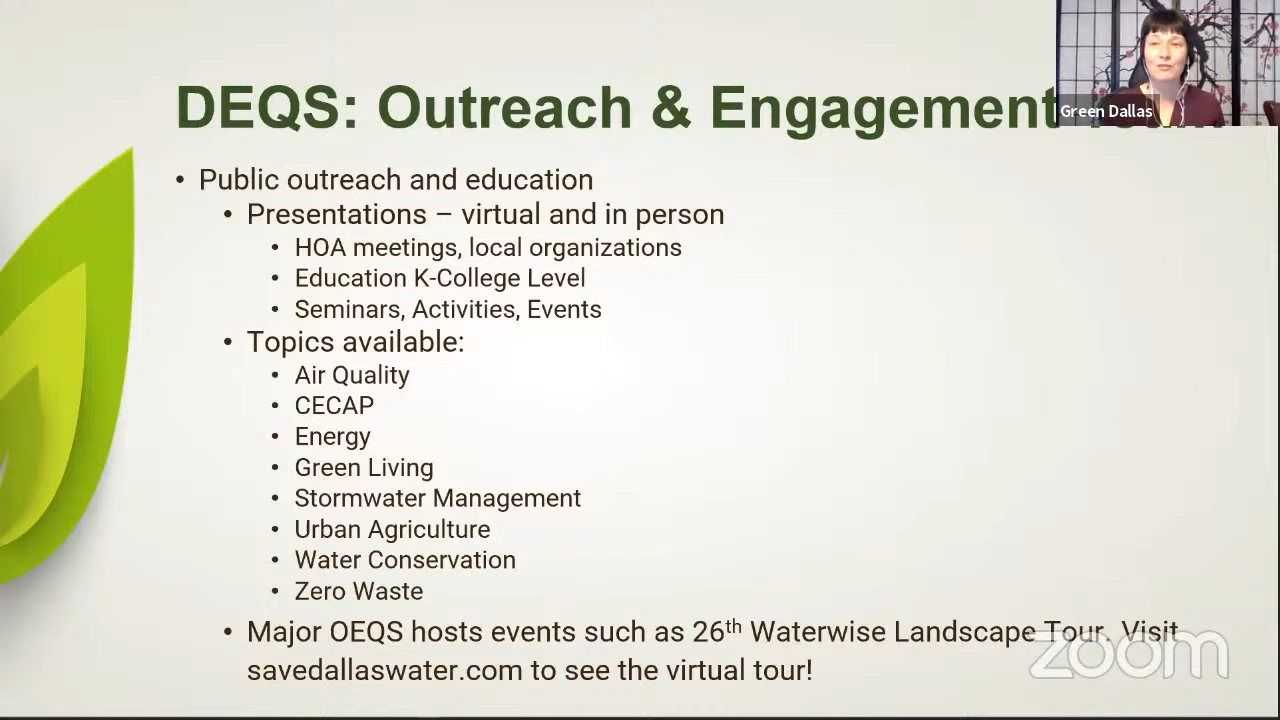 DEQS: Outreach & Engagement
Green Dallas
• Public outreach and education
• Presentations – virtual and in person
• HOA meetings, local organizations
• Education K-College Level
• Seminars, Activities, Events
• Topics available:
• Air Quality
• CECAP
• Energy
• Green Living
• Stormwater Management
• Urban Agriculture
• Water Conservation
• Zero Waste
• Major OEQS hosts events such as 26th Waterwise Landscape Tour. Visit
savedallaswater.com to see the virtual tour!
zoom